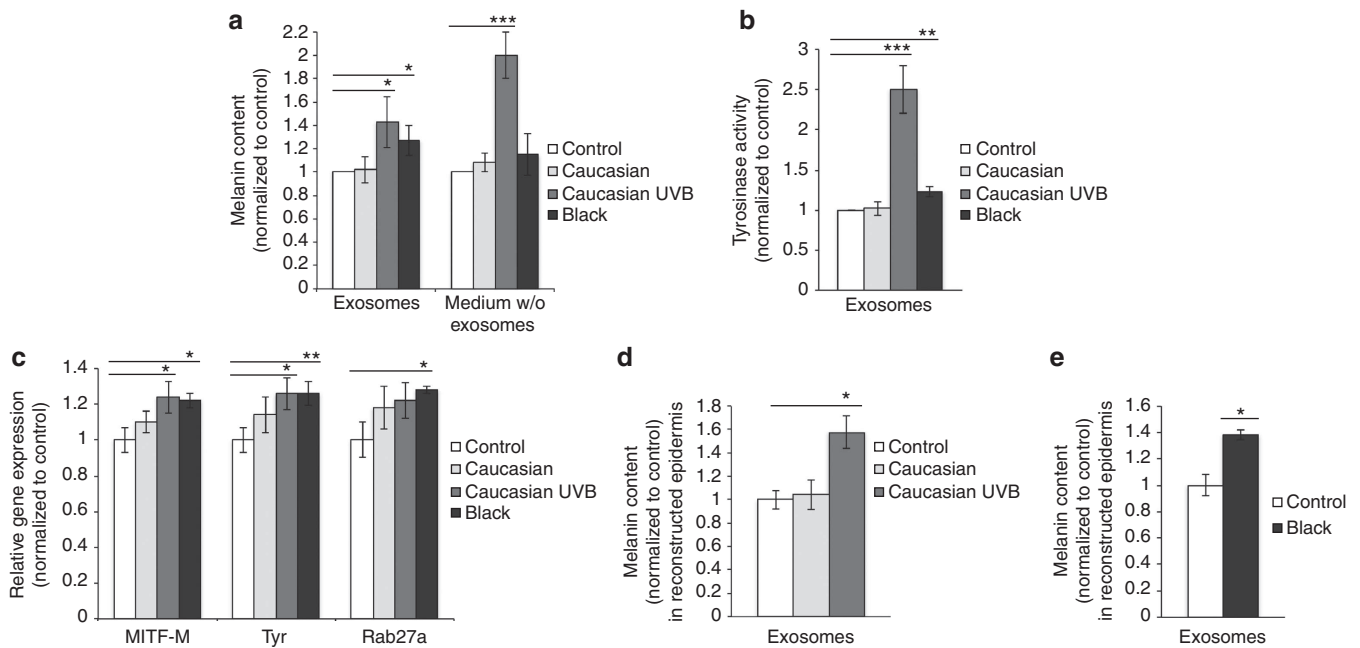 a
Melanin content
(normalized to control)
2.2
2
1.8
1.6
1.4
1.2
1
0.8
0.6
0.4
0.2
0
***
*
*
Exosomes
Medium w/o
exosomes
Control
Caucasian
Caucasian UVB
Black
b
Tyrosinase activity
(normalized to control)
3
2.5
2
1.5
1
0.5
0
**
***
Exosomes
Control
Caucasian
Caucasian UVB
Black
c
Relative gene expression
(normalized to control)
1.4
1.2
1
0.8
0.6
0.4
0.2
0
*
*
**
*
*
MITF-M
Tyr
Rab27a
Control
Caucasian
Caucasian UVB
Black
d
Melanin content
(normalized to control)
in reconstructed epidermis
1.8
1.6
1.4
1.2
1
0.8
0.6
0.4
0.2
0
*
Exosomes
Control
Caucasian
Caucasian UVB
e
Melanin content
(normalized to control)
in reconstructed epidermis
1.6
1.4
1.2
1
0.8
0.6
0.4
0.2
0
*
Exosomes
Control
Black